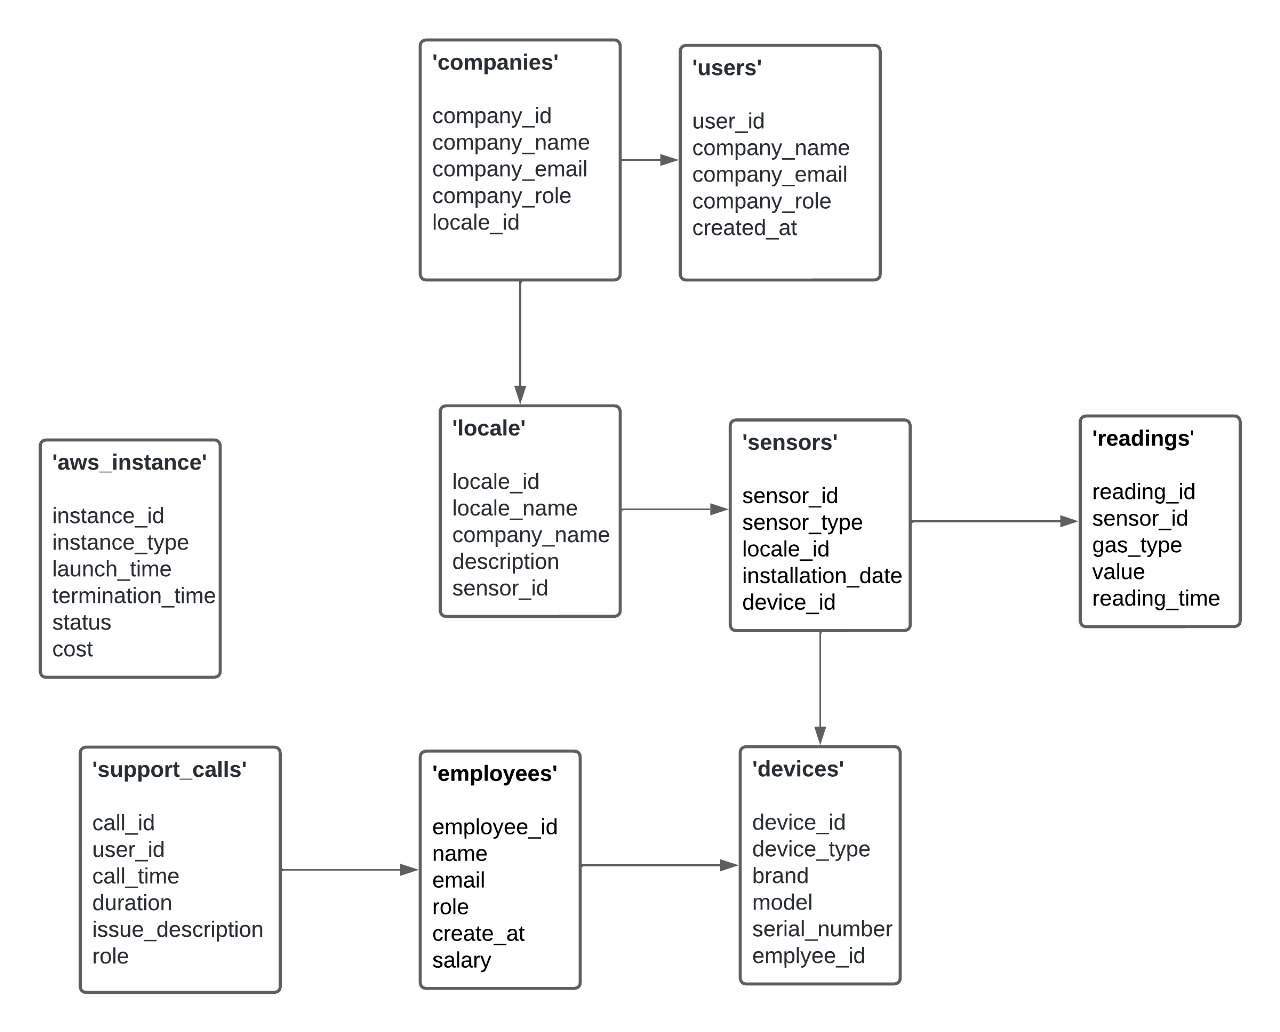 'companies'
company_id
company_name
company_email
company_role
locale_id
'users'
user_id
company_name
company_email
company_role
created_at
'aws_instance'
instance_id
instance_type
launch_time
termination_time
status
cost
'locale'
locale_id
locale_name
company_name
description
sensor_id
'sensors'
sensor_id
sensor_type
locale_id
installation_date
device_id
'readings'
reading_id
sensor_id
gas_type
value
reading_time
'support_calls'
call_id
user_id
call_time
duration
issue_description
role
'employees'
employee_id
name
email
role
create_at
salary
'devices'
device_id
device_type
brand
model
serial_number
emplyee_id